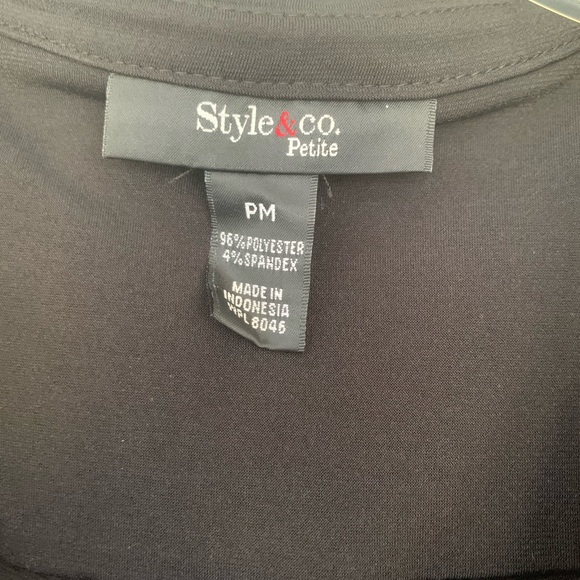 Style&co.
Petite
PM
96%POLYESTER
4%SPANDEX
MADE IN
INDONESIA
WPL 8046